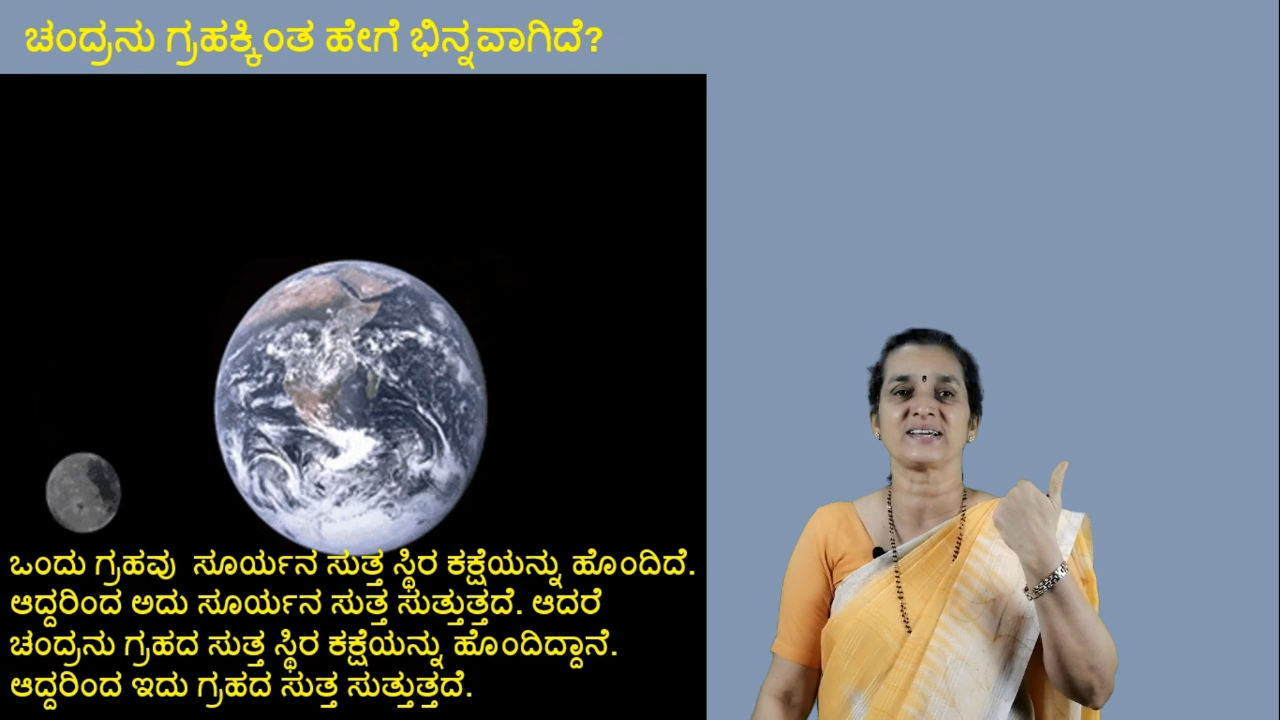 ಚಂದ್ರನು ಗ್ರಹಕ್ಕಿಂತ ಹೇಗೆ ಭಿನ್ನವಾಗಿದೆ?
ಒಂದು ಗ್ರಹವು ಸೂರ್ಯನ ಸುತ್ತ ಸ್ಥಿರ ಕಕ್ಷೆಯನ್ನು ಹೊಂದಿದೆ.
ಆದ್ದರಿಂದ ಅದು ಸೂರ್ಯನ ಸುತ್ತ ಸುತ್ತುತ್ತದೆ. ಆದರೆ
ಚಂದ್ರನು ಗ್ರಹದ ಸುತ್ತ ಸ್ಥಿರ ಕಕ್ಷೆಯನ್ನು ಹೊಂದಿದ್ದಾನೆ.
ಆದ್ದರಿಂದ ಇದು ಗ್ರಹದ ಸುತ್ತ ಸುತ್ತುತ್ತದೆ.